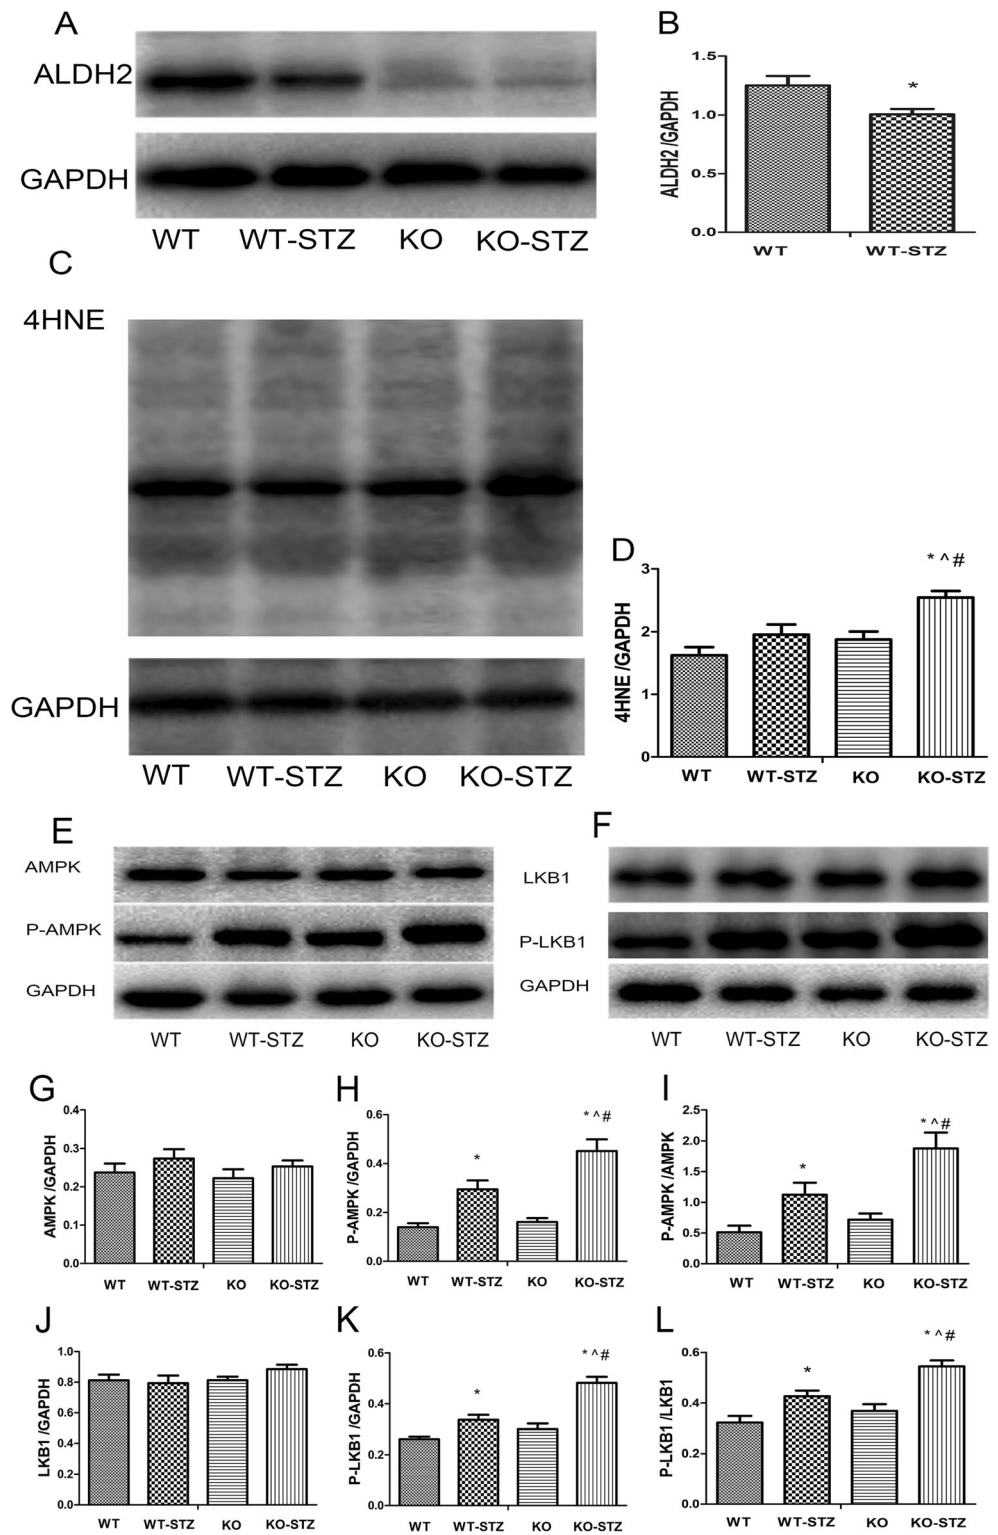 A
ALDH2
GAPDH
WT WT-STZ KO KO-STZ
B
ALDH2/GAPDH
1.5
1.0
0.5
0.0
*
WT WT-STZ
C
4HNE
GAPDH
WT WT-STZ KO KO-STZ
D
4HNE/GAPDH
3
2
1
0
*^#
WT WT-STZ KO KO-STZ
E
AMPK
P-AMPK
GAPDH
WT WT-STZ KO KO-STZ
F
LKB1
P-LKB1
GAPDH
WT WT-STZ KO KO-STZ
G
AMPK/GAPDH
0.4
0.3
0.2
0.1
0.0
WT WT-STZ KO KO-STZ
H
P-AMPK/GAPDH
0.6
0.4
0.2
0.0
*
*^#
WT WT-STZ KO KO-STZ
I
P-AMPK/AMPK
2.5
2.0
1.5
1.0
0.5
0.0
*
*^#
WT WT-STZ KO KO-STZ
J
LKB1/GAPDH
1.0
0.8
0.6
0.4
0.2
0.0
WT WT-STZ KO KO-STZ
K
P-LKB1/GAPDH
0.6
0.4
0.2
0.0
*
*^#
WT WT-STZ KO KO-STZ
L
P-LKB1/LKB1
0.6
0.4
0.2
0.0
*
*^#
WT WT-STZ KO KO-STZ